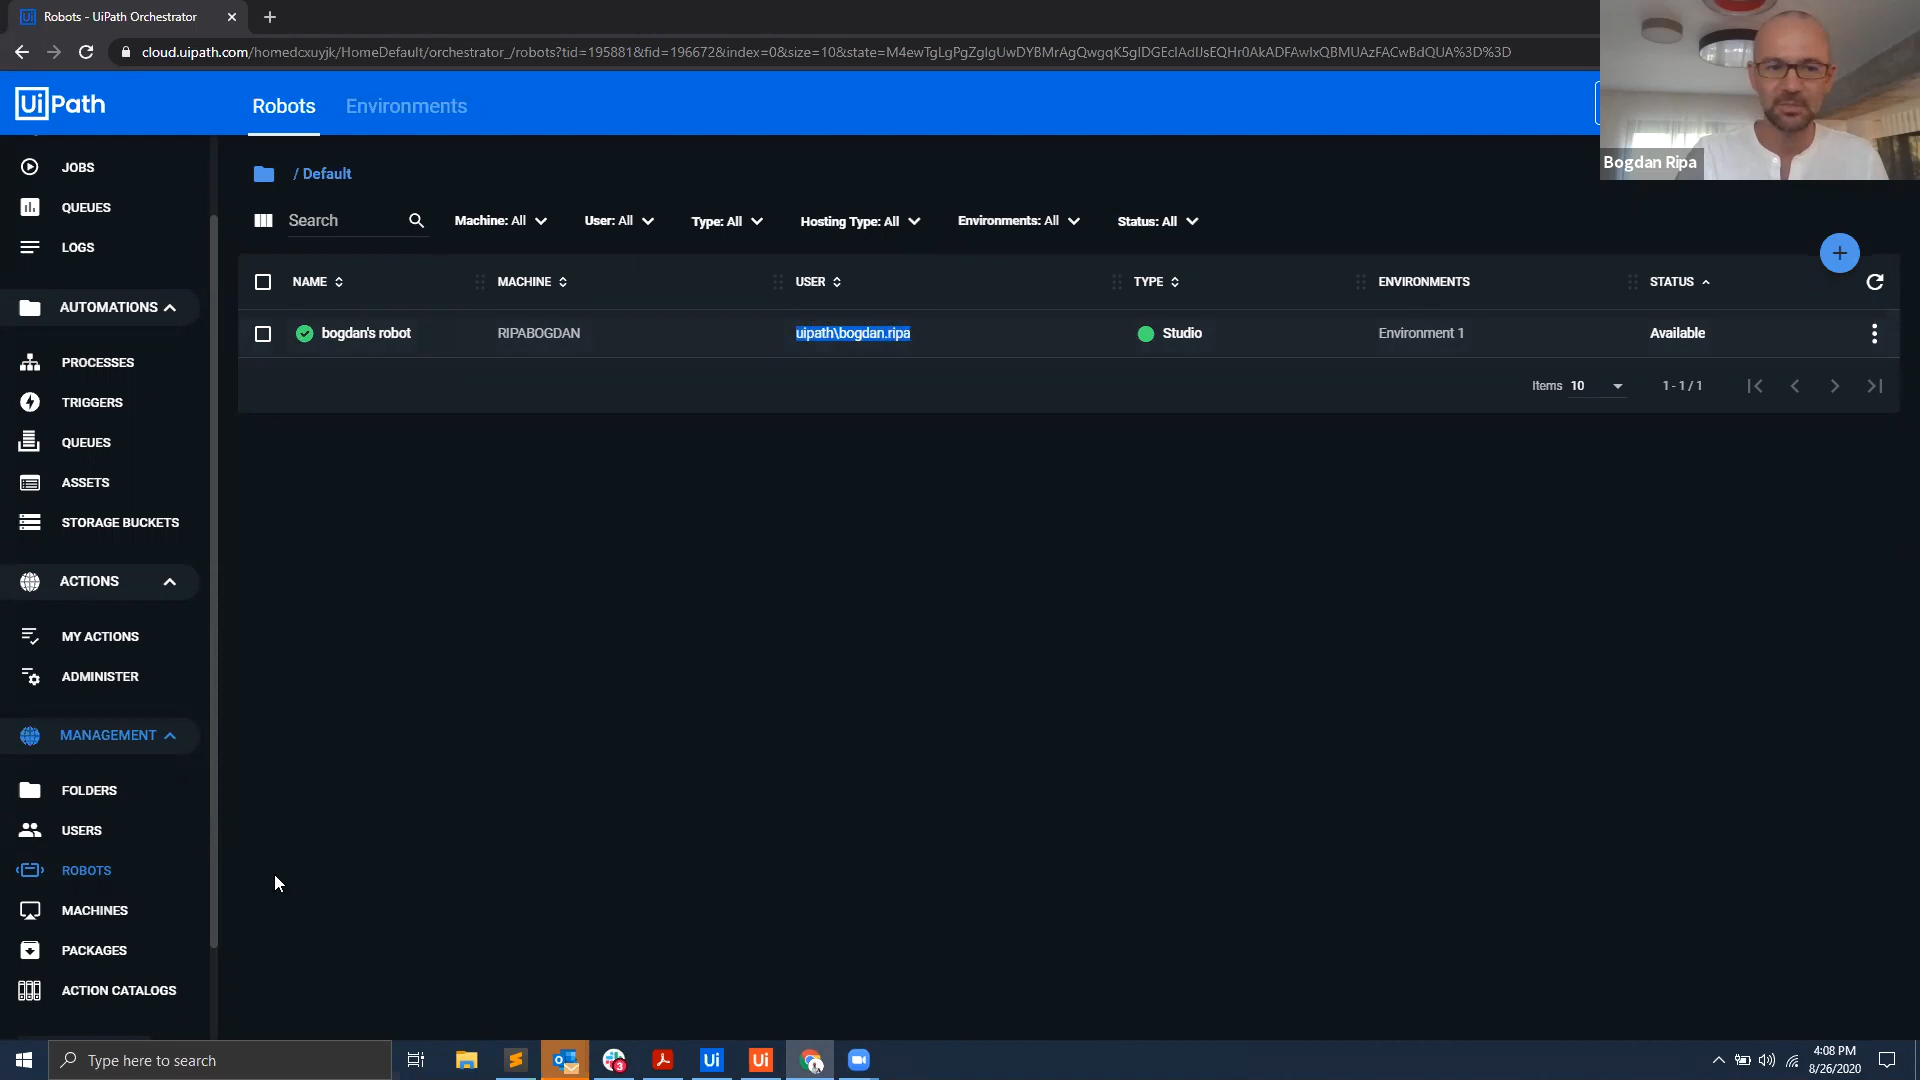 Robots - UiPath Orchestrator
cloud.uipath.com/homedcxuyjk/HomeDefault/orchestrator_/robots?tid=195881&fid=196672&index=0&size=10&state=M4ewTgLgPgZglgUwDYBMrAgQwgqK5gIDGEclAdlJsEQHr0AkADFAwIxQBMUAzFACwBdQUA%3D%3D
UiPath
Robots
Environments
Bogdan Ripa
JOBS
QUEUES
LOGS
AUTOMATIONS
PROCESSES
TRIGGERS
QUEUES
ASSETS
STORAGE BUCKETS
ACTIONS
MY ACTIONS
ADMINISTER
MANAGEMENT
FOLDERS
USERS
ROBOTS
MACHINES
PACKAGES
ACTION CATALOGS
/ Default
Search
Machine: All
User: All
Type: All
Hosting Type: All
Environments: All
Status: All
NAME MACHINE USER TYPE ENVIRONMENTS STATUS
bogdan's robot RIPABOGDAN uipath\bogdan.ripa Studio Environment 1 Available
Items 10 1 - 1 / 1
Type here to search
3
Ui
Ui
4:08 PM
8/26/2020